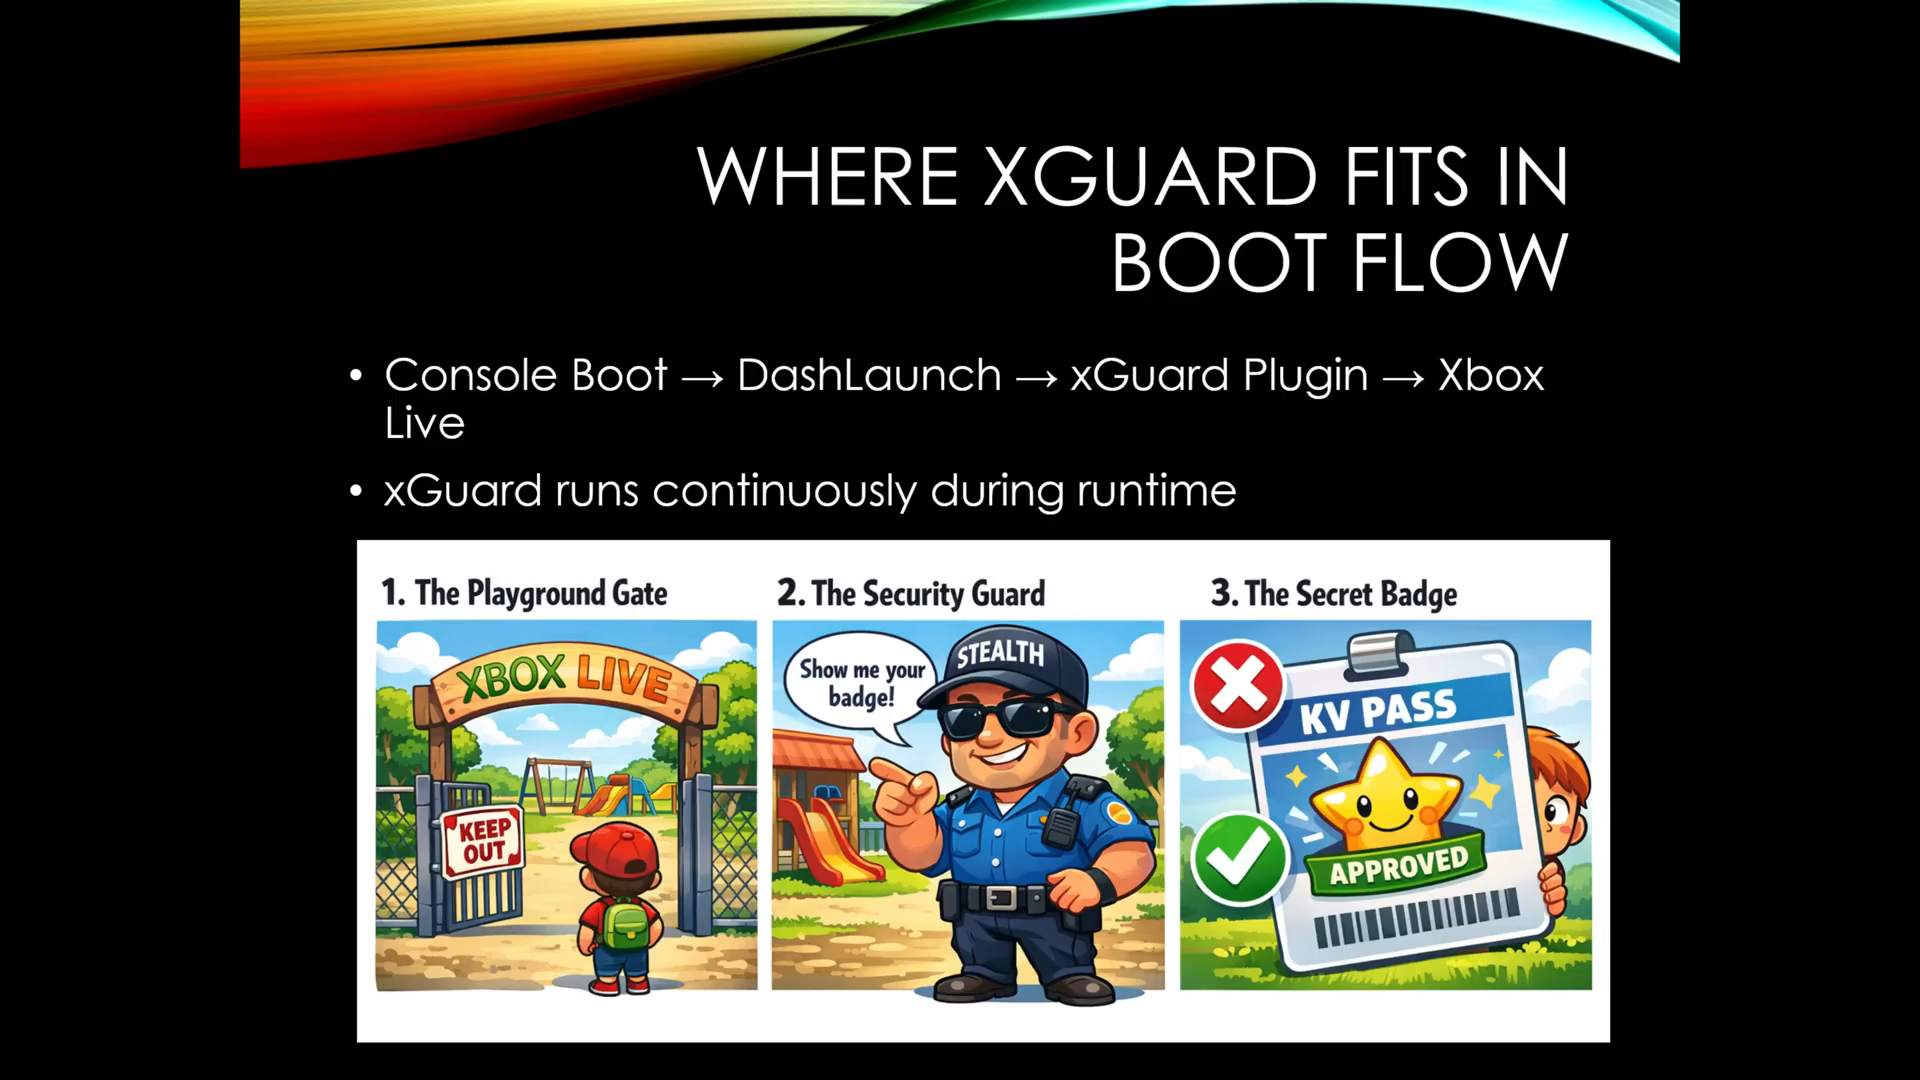 WHERE XGUARD FITS IN
BOOT FLOW
• Console Boot → DashLaunch → xGuard Plugin → Xbox
Live
• xGuard runs continuously during runtime
1. The Playground Gate
XBOX LIVE
KEEP
OUT
2. The Security Guard
Show me your
badge!
STEALTH
3. The Secret Badge
KV PASS
APPROVED